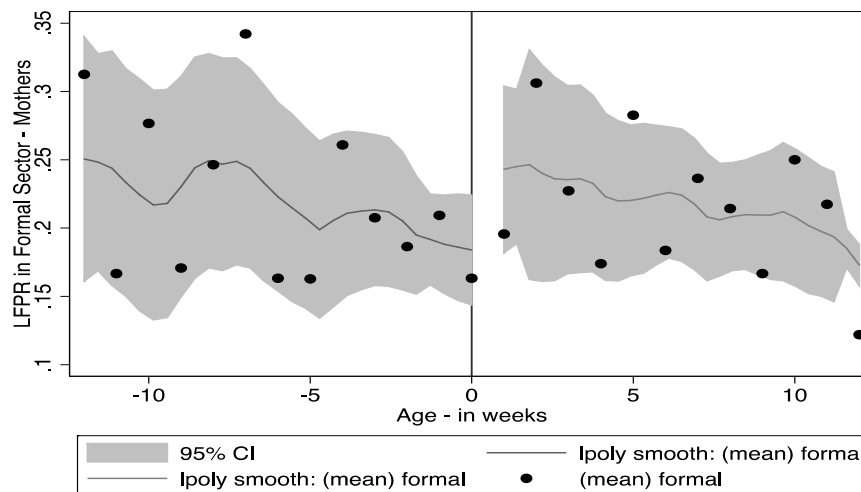 LFPR in Formal Sector - Mothers
.35
.3
.25
.2
.15
.1
-10
-5
0
5
10
Age - in weeks
95% CI
lpoly smooth: (mean) formal
lpoly smooth: (mean) formal
(mean) formal